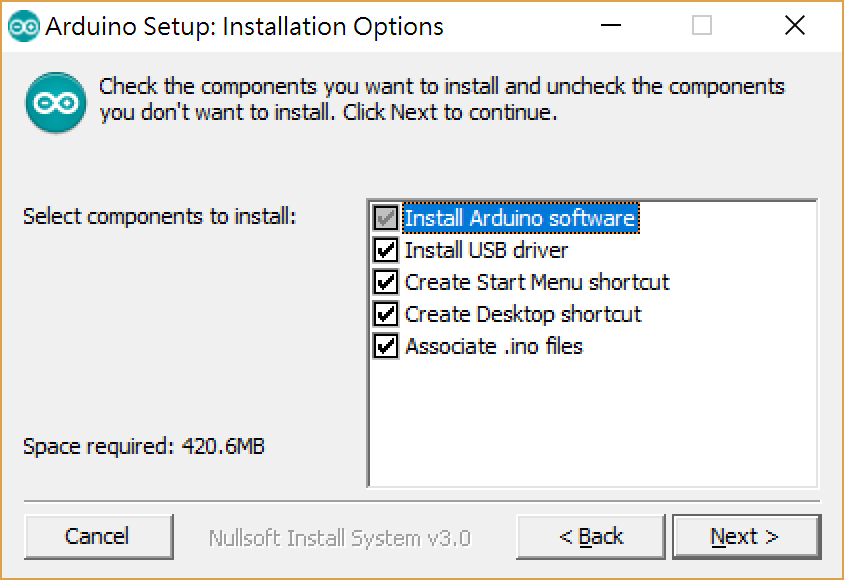 Arduino Setup: Installation Options
Check the components you want to install and uncheck the components
you don't want to install. Click Next to continue.
Select components to install:
Install Arduino software
Install USB driver
Create Start Menu shortcut
Create Desktop shortcut
Associate .ino files
Space required: 420.6MB
Cancel
Nullsoft Install System v3.0
< Back
Next >